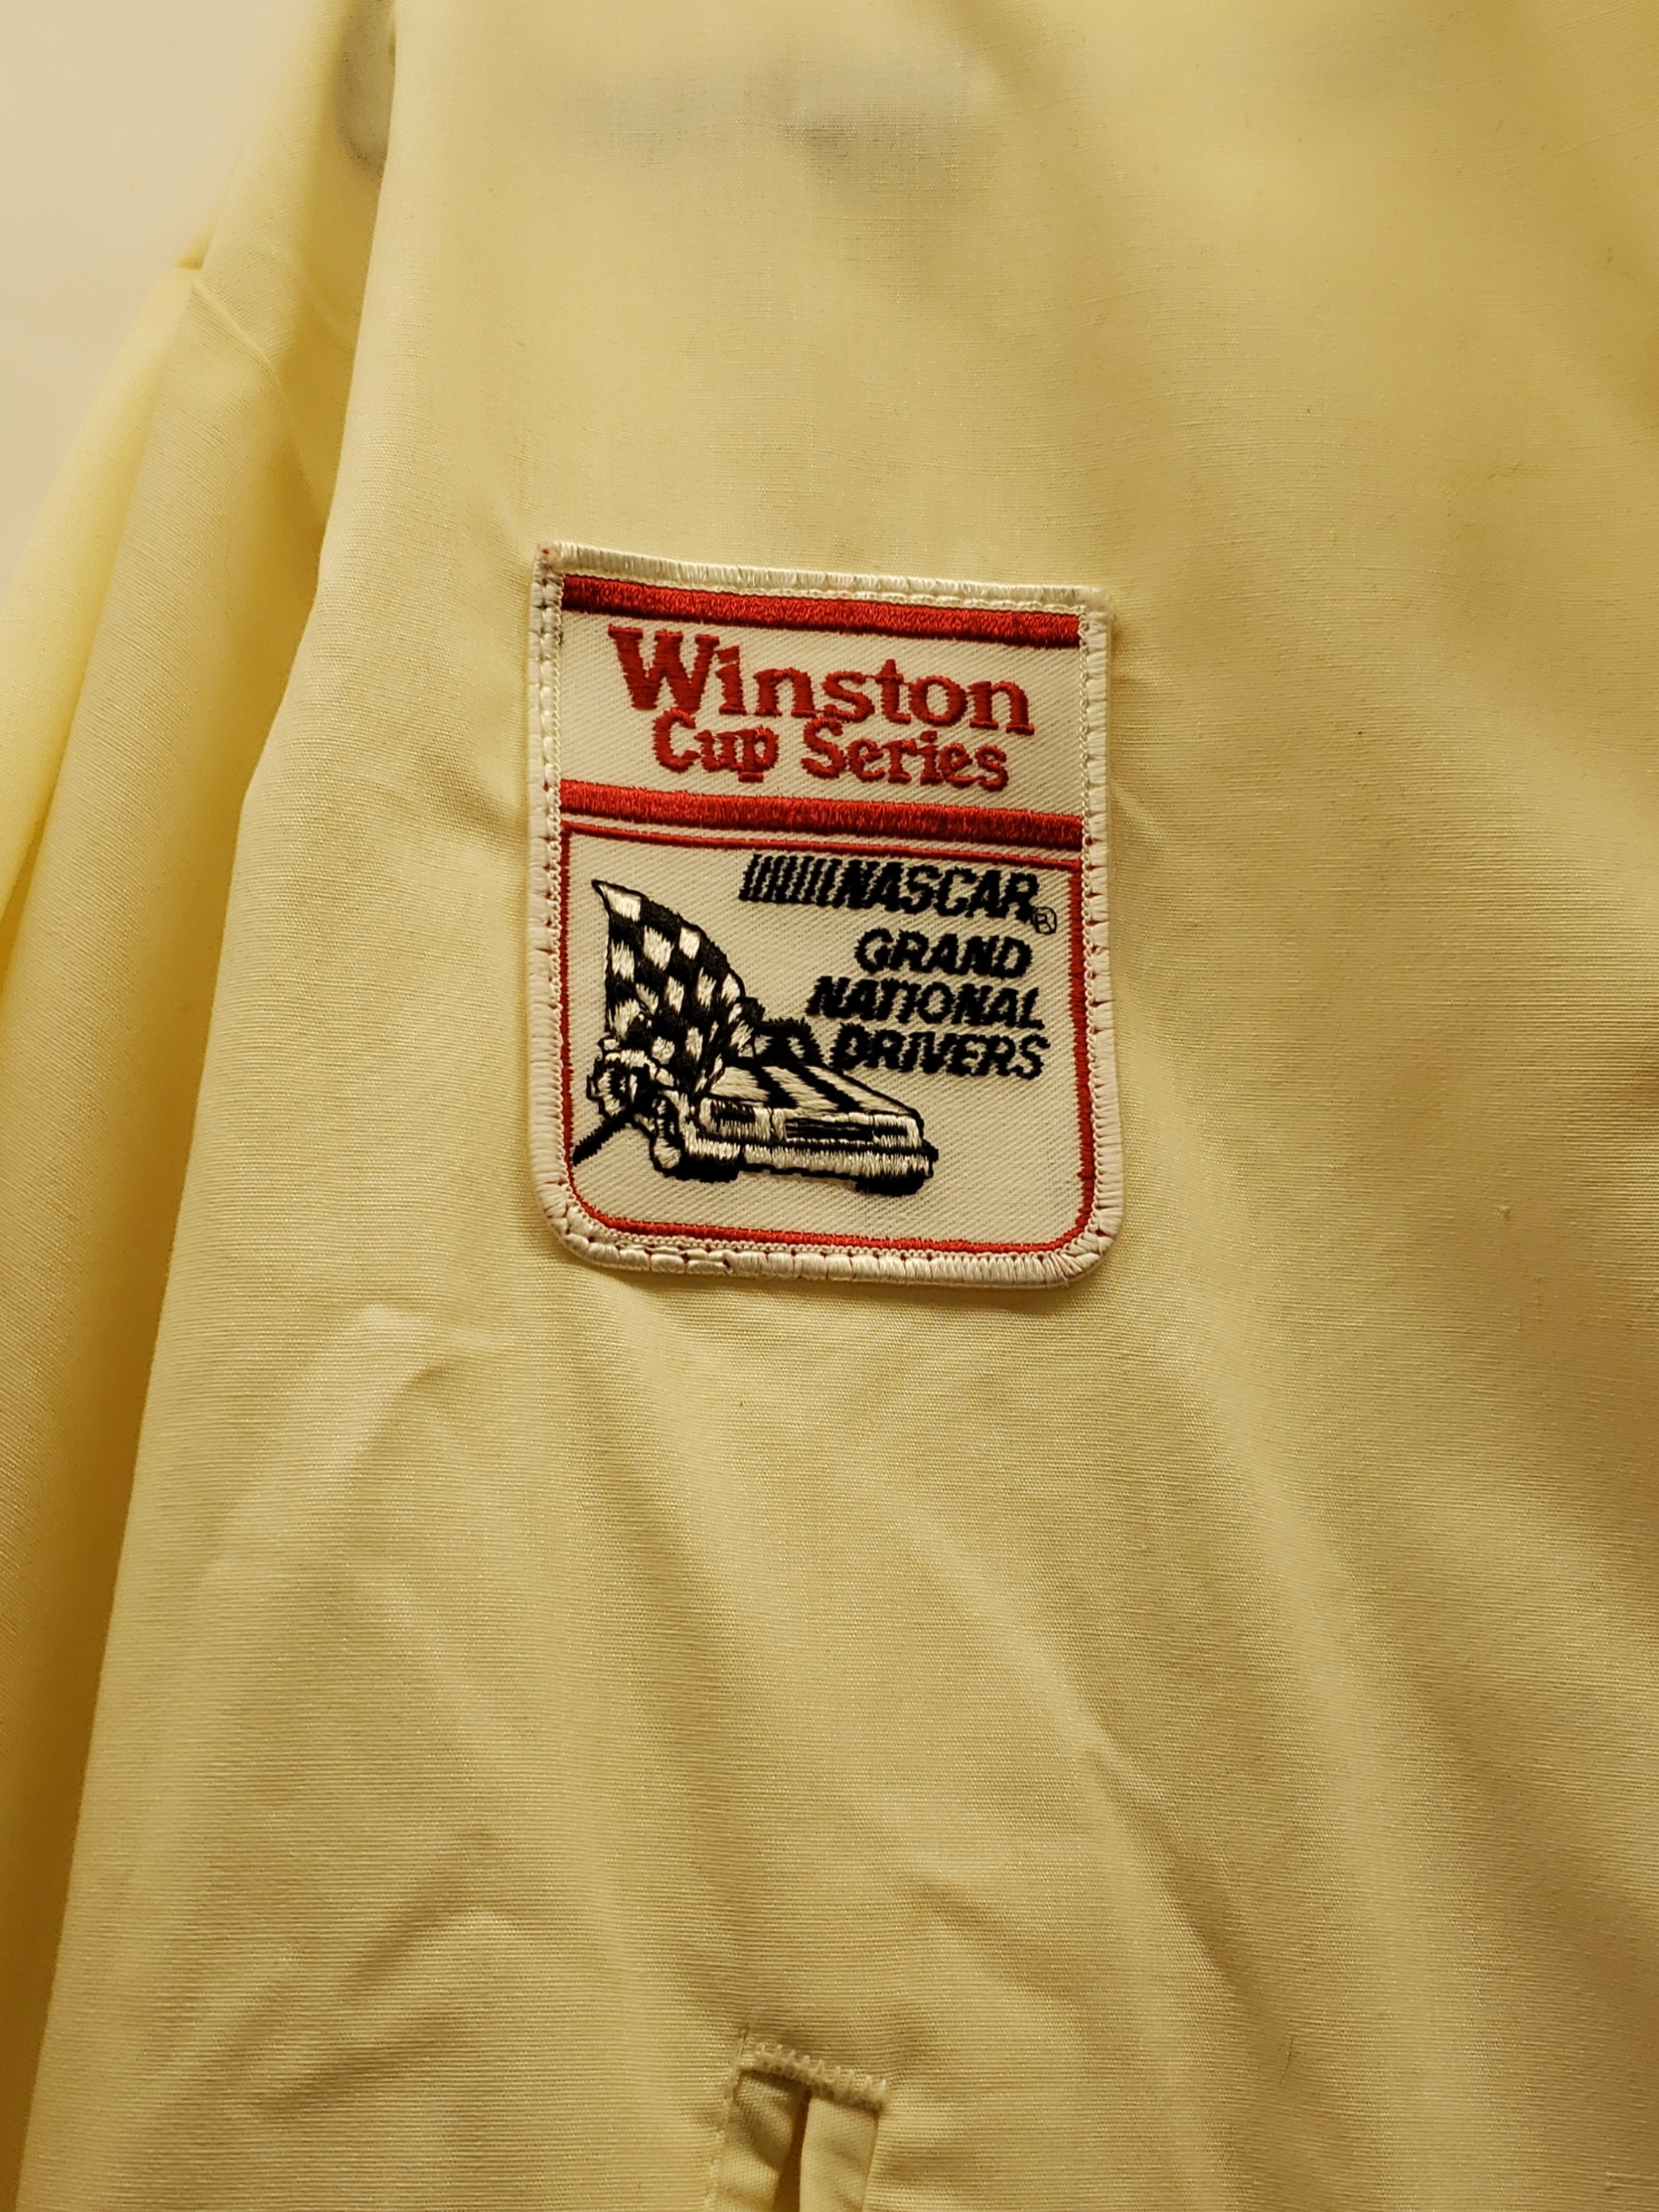 Winston
Cup Series
NASCAR®
GRAND
NATIONAL
DRIVERS